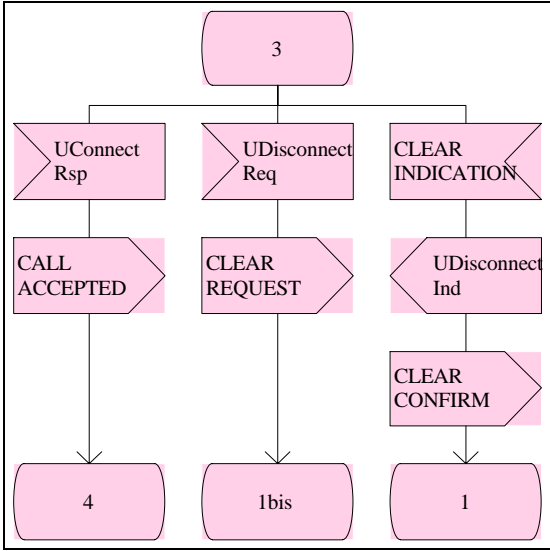 3
UConnect
Rsp
UDisconnect
Req
CLEAR
INDICATION
CALL
ACCEPTED
CLEAR
REQUEST
UDisconnect
Ind
CLEAR
CONFIRM
4
1bis
1